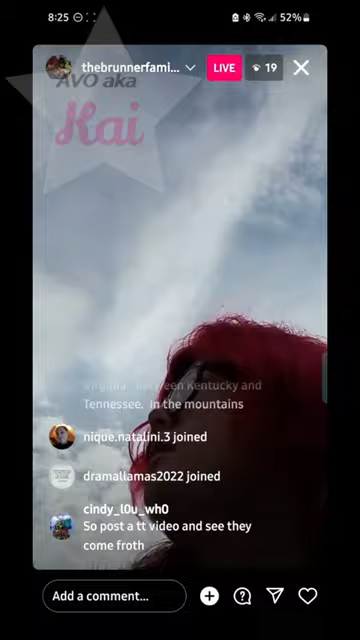 8:25
52%
thebrunnerfami...
LIVE
19
AVO aka
Kai
Virginia between Kentucky and
Tennessee. In the mountains
nique.natalini.3 joined
dramallamas2022 joined
cindy_l0u_wh0
So post a tt video and see they
come froth
Add a comment...